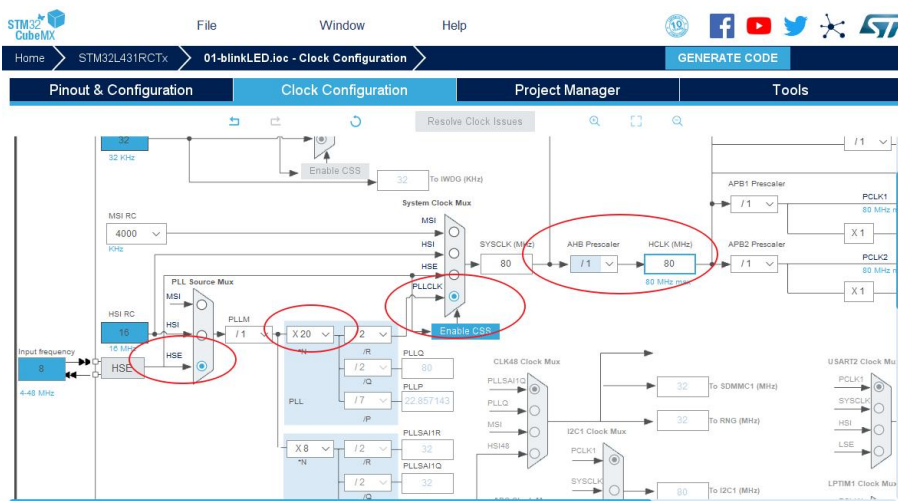 STM32 CubeMX
File
Window
Help
10
Home
STM32L431RCTx
01-blinkLED.ioc - Clock Configuration
GENERATE CODE
Pinout & Configuration
Clock Configuration
Project Manager
Tools
Resolve Clock Issues
32
32 KHz
Enable CSS
32
To IWDG (KHz)
/ 1
System Clock Mux
APB1 Prescaler
MSI RC
4000
KHz
MSI
HSI
HSE
PLLCLK
SYSCLK (MHz)
80
AHB Prescaler
/ 1
HCLK (MHz)
80
80 MHz max
/ 1
PCLK1
80 MHz m
X 1
APB2 Prescaler
/ 1
PCLK2
80 MHz m
X 1
PLL Source Mux
MSI
HSI
HSE
HSI RC
16
16 MHz
PLLM
/ 1
X 20
*N
/ 2
/R
/ 2
/Q
/ 7
/P
PLL
PLLQ
80
PLLP
22.857143
Enable CSS
Input frequency
8
4-48 MHz
HSE
CLK48 Clock Mux
PLLSAI1Q
PLLQ
MSI
HSI48
32
To SDMMC1 (MHz)
32
To RNG (MHz)
USART2 Clock Mu
PCLK1
SYSCLK
HSI
LSE
I2C1 Clock Mux
PCLK1
SYSCLK
80
To I2C1 (MHz)
LPTIM1 Clock Mux
X 8
*N
/ 2
/R
/ 2
/Q
PLLSAI1R
32
PLLSAI1Q
32